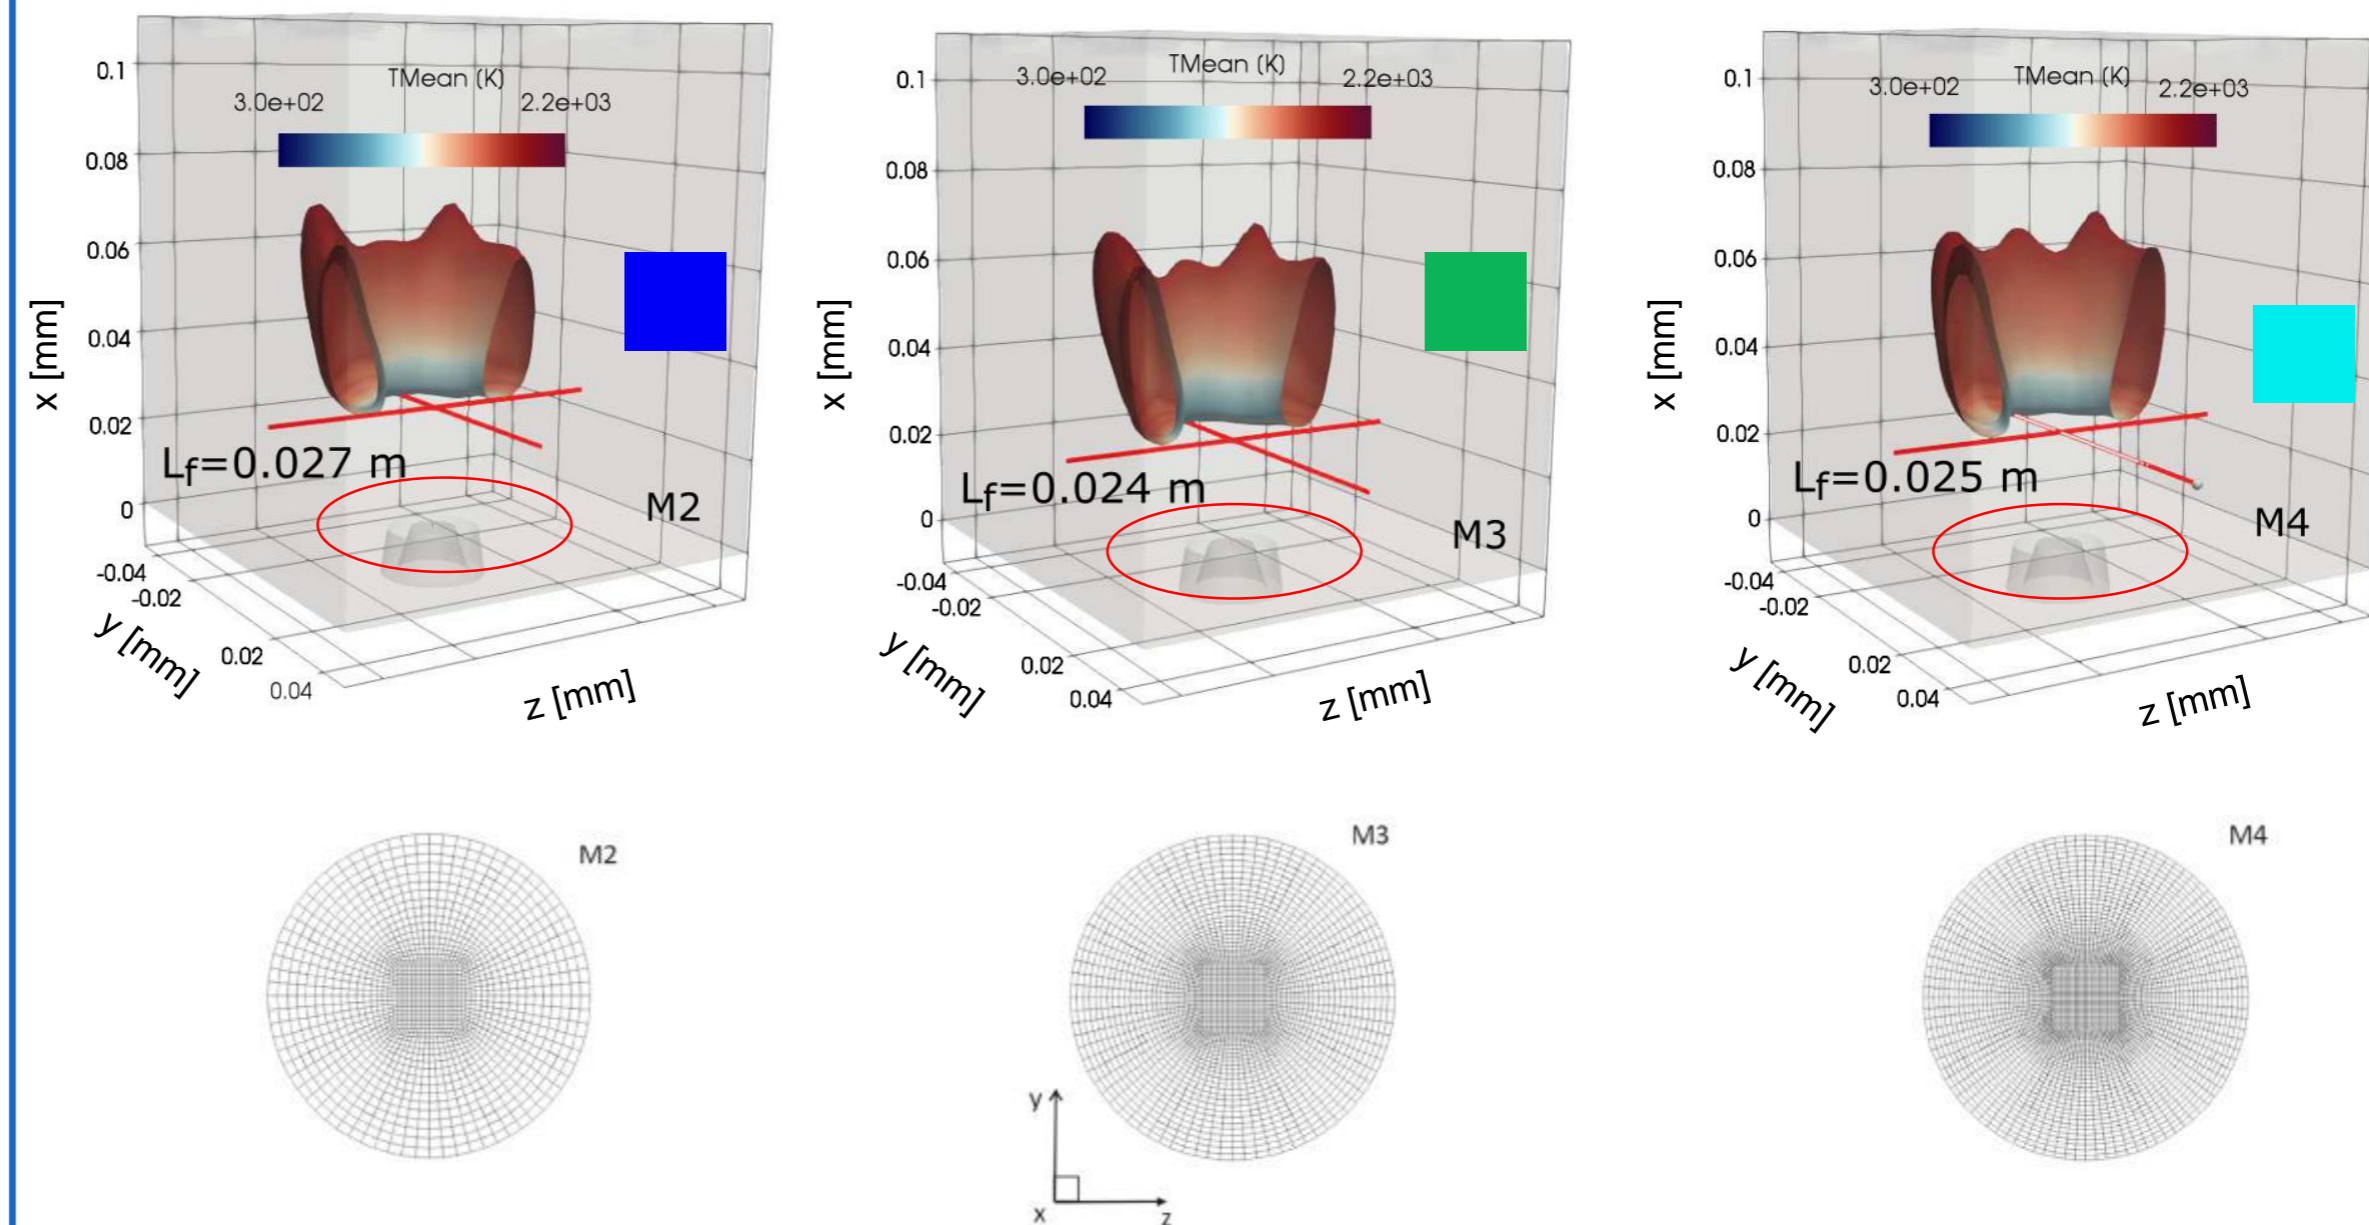 TMean (K)
3.0e+02 2.2e+03
0.1
0.08
0.06
0.04
0.02
0
x [mm]
Lf=0.027 m
M2
-0.04
-0.02
0.02
0.04
y [mm]
z [mm]
TMean (K)
3.0e+02 2.2e+03
0.1
0.08
0.06
0.04
0.02
0
x [mm]
Lf=0.024 m
M3
-0.04
-0.02
0.02
0.04
y [mm]
z [mm]
TMean (K)
3.0e+02 2.2e+03
0.1
0.08
0.06
0.04
0.02
0
x [mm]
Lf=0.025 m
M4
-0.04
-0.02
0.02
0.04
y [mm]
z [mm]
M2
M3
M4
y
x
z